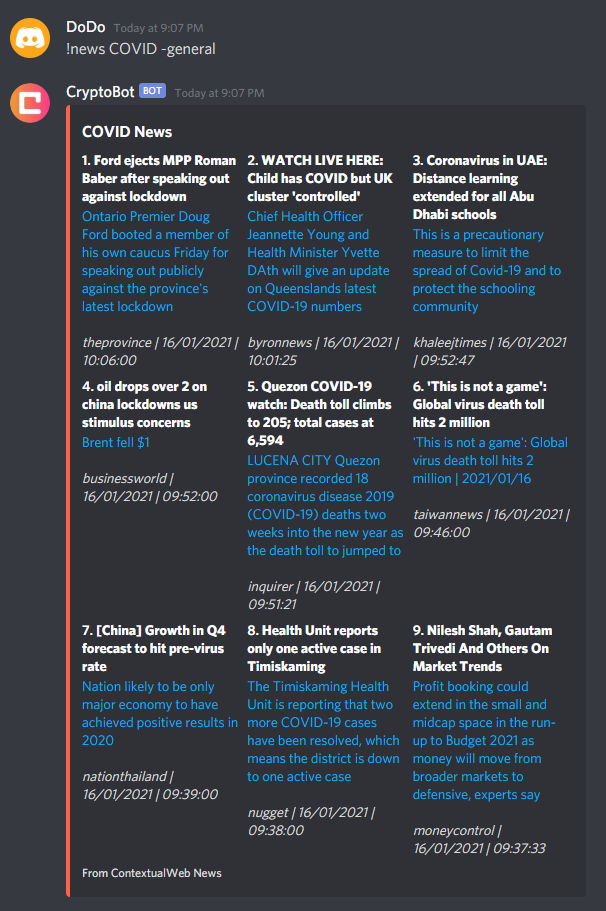 DoDo Today at 9:07 PM
!news COVID -general
CryptoBot BOT Today at 9:07 PM
COVID News
1. Ford ejects MPP Roman
Baber after speaking out
against lockdown
Ontario Premier Doug
Ford booted a member of
his own caucus Friday for
speaking out publicly
against the province's
latest lockdown
theprovince | 16/01/2021 |
10:06:00
2. WATCH LIVE HERE:
Child has COVID but UK
cluster 'controlled'
Chief Health Officer
Jeannette Young and
Health Minister Yvette
DAth will give an update
on Queenslands latest
COVID-19 numbers
byronnews | 16/01/2021 |
10:01:25
3. Coronavirus in UAE:
Distance learning
extended for all Abu
Dhabi schools
This is a precautionary
measure to limit the
spread of Covid-19 and to
protect the schooling
community
khaleejtimes | 16/01/2021
| 09:52:47
4. oil drops over 2 on
china lockdowns us
stimulus concerns
Brent fell $1
businessworld |
16/01/2021 | 09:52:00
5. Quezon COVID-19
watch: Death toll climbs
to 205; total cases at
6,594
LUCENA CITY Quezon
province recorded 18
coronavirus disease 2019
(COVID-19) deaths two
weeks into the new year as
the death toll to jumped to
inquirer | 16/01/2021 |
09:51:21
6. 'This is not a game':
Global virus death toll
hits 2 million
'This is not a game': Global
virus death toll hits 2
million | 2021/01/16
taiwannews | 16/01/2021 |
09:46:00
7. [China] Growth in Q4
forecast to hit pre-virus
rate
Nation likely to be only
major economy to have
achieved positive results in
2020
nationthailand |
16/01/2021 | 09:39:00
8. Health Unit reports
only one active case in
Timiskaming
The Timiskaming Health
Unit is reporting that two
more COVID-19 cases
have been resolved, which
means the district is down
to one active case
nugget | 16/01/2021 |
09:38:00
9. Nilesh Shah, Gautam
Trivedi And Others On
Market Trends
Profit booking could
extend in the small and
midcap space in the run-
up to Budget 2021 as
money will move from
broader markets to
defensive, experts say
moneycontrol |
16/01/2021 | 09:37:33
From ContextualWeb News